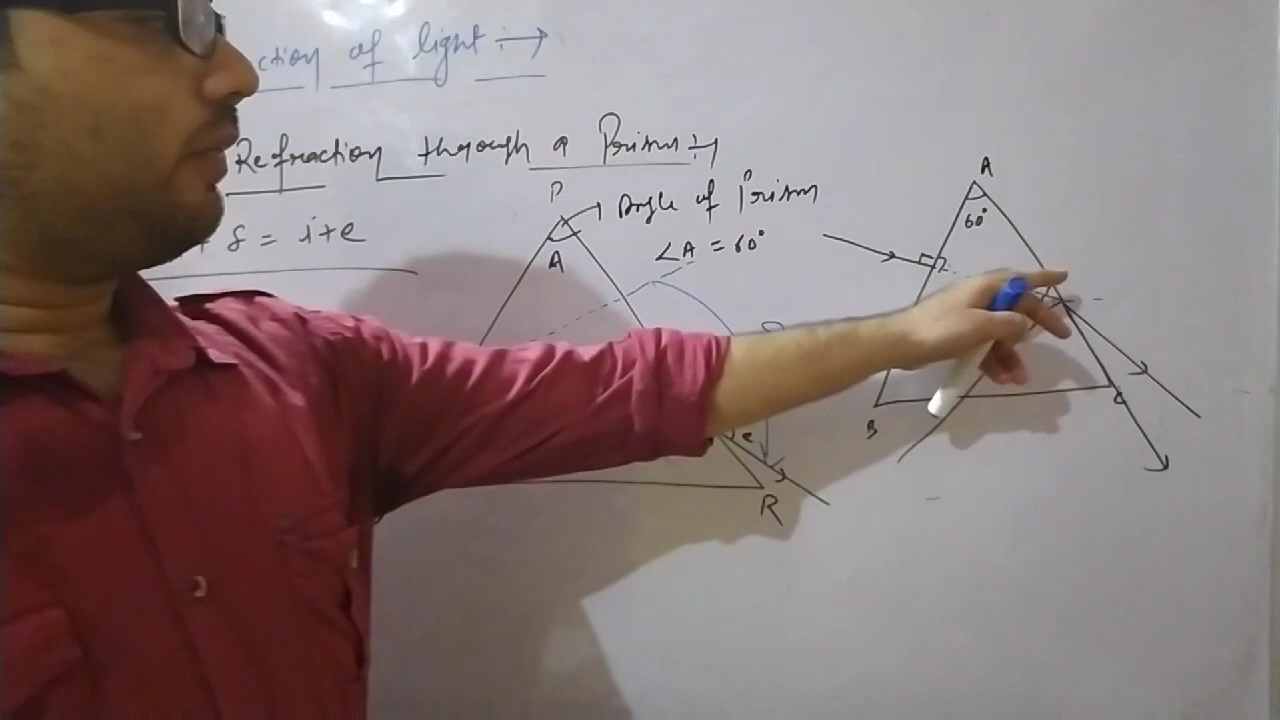 ction of light :→
Refraction through a Prism :→
P
→ Angle of Prism
A
∠A = 60°
δ = i+e
e
R
A
60°
B
C